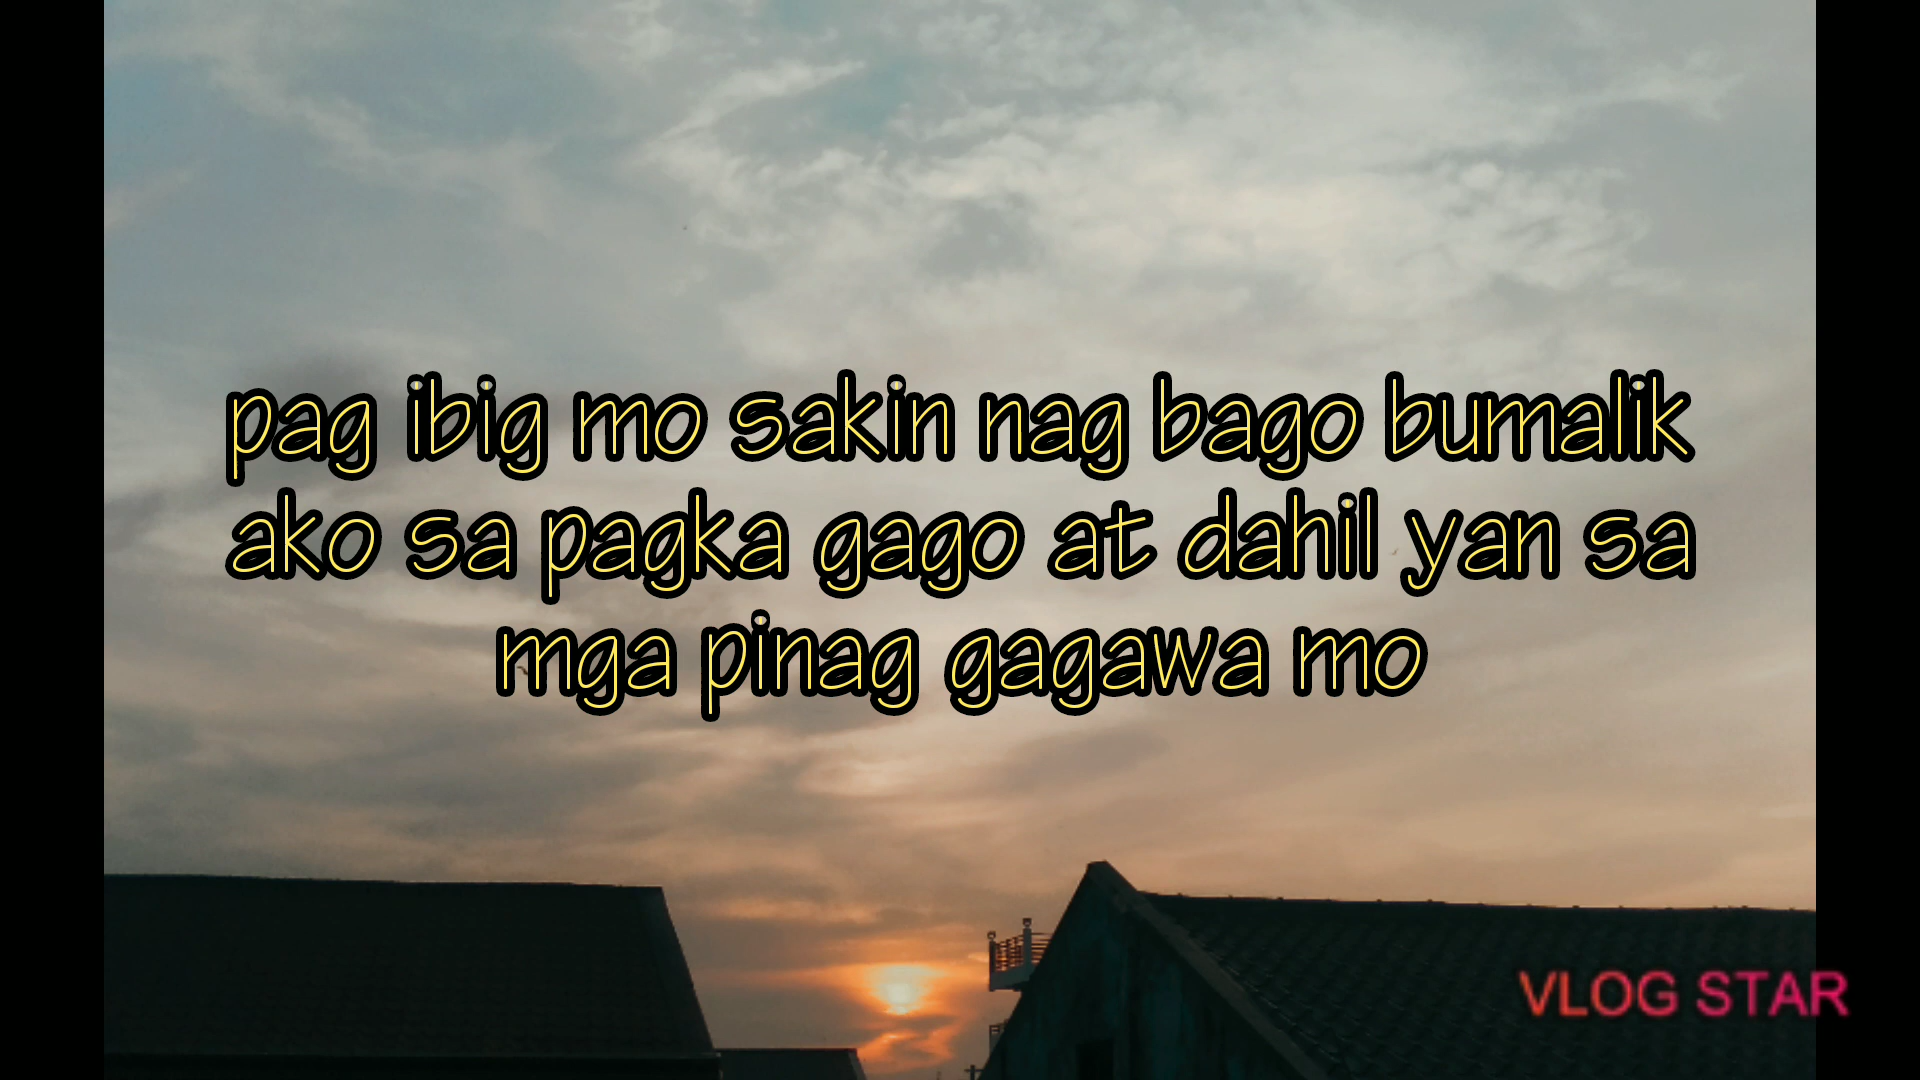 pag ibig mo sakin nag bago bumalik
ako sa pagka gago at dahil yan sa
mga pinag gagawa mo
VLOG STAR